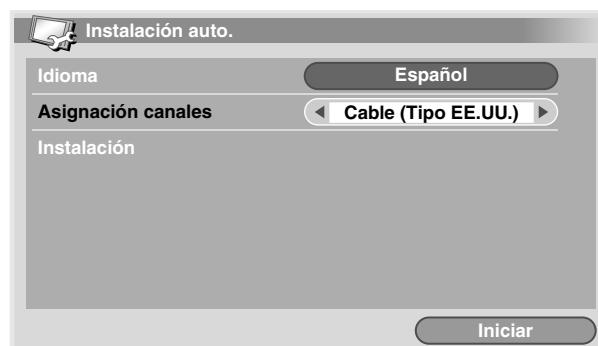 Instalación auto.
Idioma Español
Asignación canales Cable (Tipo EE.UU.)
Instalación
Iniciar